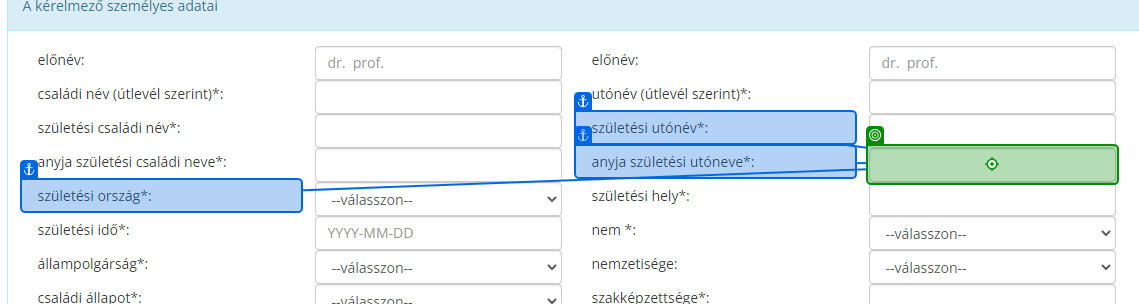 A kérelmező személyes adatai
előnév: dr. prof. előnév: dr. prof.
családi név (útlevél szerint)*: utónév (útlevél szerint)*:
születési családi név*: születési utónév*:
anyja születési családi neve*: anyja születési utóneve*:
születési ország*: --válasszon-- születési hely*:
születési idő*: YYYY-MM-DD nem *: --válasszon--
állampolgárság*: --válasszon-- nemzetisége: --válasszon--
családi állapot*: --válasszon-- szakképzettsége*: